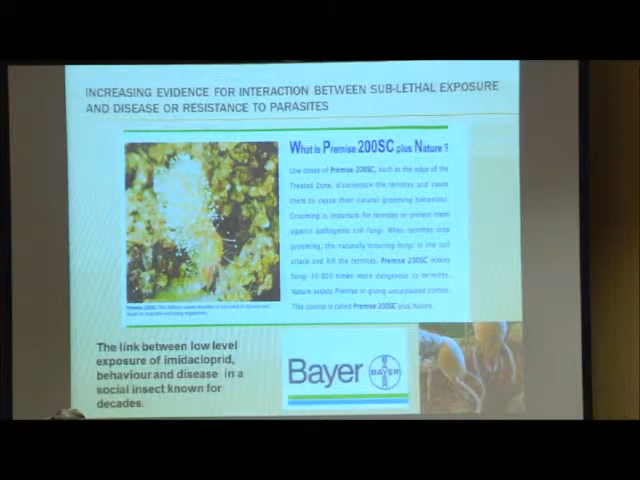 INCREASING EVIDENCE FOR INTERACTION BETWEEN SUB-LETHAL EXPOSURE
AND DISEASE OR RESISTANCE TO PARASITES
What is Premise 200SC plus Nature ?
Low doses of Premise 200SC, such as the edge of the
Treated Zone, disorientate the termites and cause
them to cease their natural grooming behaviour.
Grooming is important for termites to protect them
against pathogenic soil fungi. When termites stop
grooming, the naturally occuring fungi in the soil
attack and kill the termites. Premise 200SC makes
fungi 10,000 times more dangerous to termites.
Nature assists Premise in giving unsurpassed control.
This control is called Premise 200SC plus Nature.
The link between low level
exposure of imidacloprid,
behaviour and disease in a
social insect known for
decades.
Bayer
BAYER